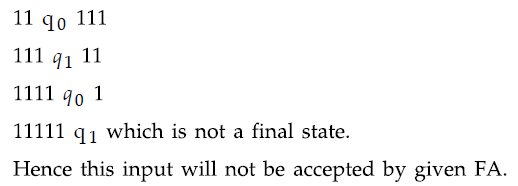 11 q0 111
111 q1 11
1111 q0 1
11111 q1 which is not a final state.
Hence this input will not be accepted by given FA.